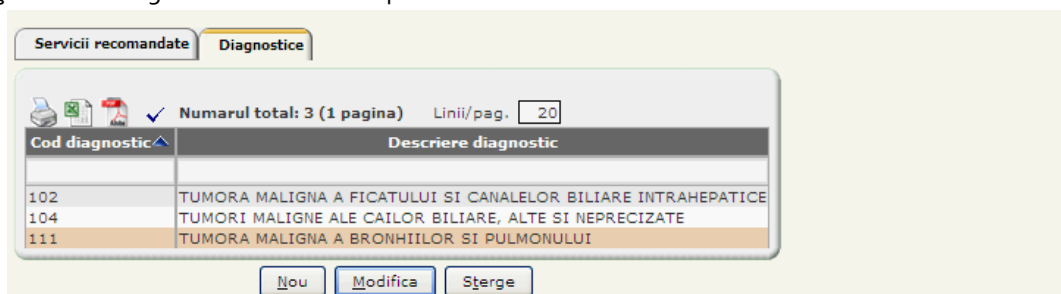 Servicii recomandate Diagnostice
Numarul total: 3 (1 pagina) Linii/pag. 20
Cod diagnostic Descriere diagnostic
102 TUMORA MALIGNA A FICATULUI SI CANALELOR BILIARE INTRAHEPATICE
104 TUMORI MALIGNE ALE CAILOR BILIARE, ALTE SI NEPRECIZATE
111 TUMORA MALIGNA A BRONHIILOR SI PULMONULUI
Nou Modifica Sterge